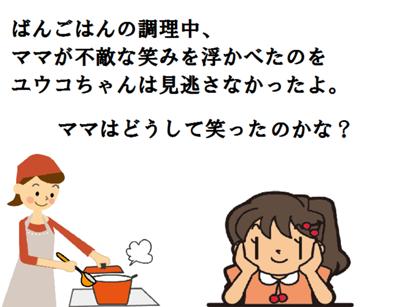 ばんごはんの調理中、
ママが不敵な笑みを浮かべたのを
ユウコちゃんは見逃さなかったよ。
ママはどうして笑ったのかな？